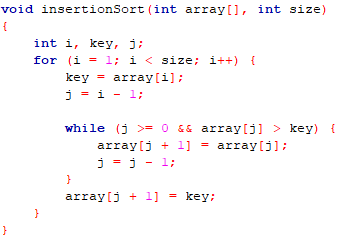 void insertionSort(int array[], int size)
{
    int i, key, j;
    for (i = 1; i < size; i++) {
        key = array[i];
        j = i - 1;

        while (j >= 0 && array[j] > key) {
            array[j + 1] = array[j];
            j = j - 1;
        }
        array[j + 1] = key;
    }
}